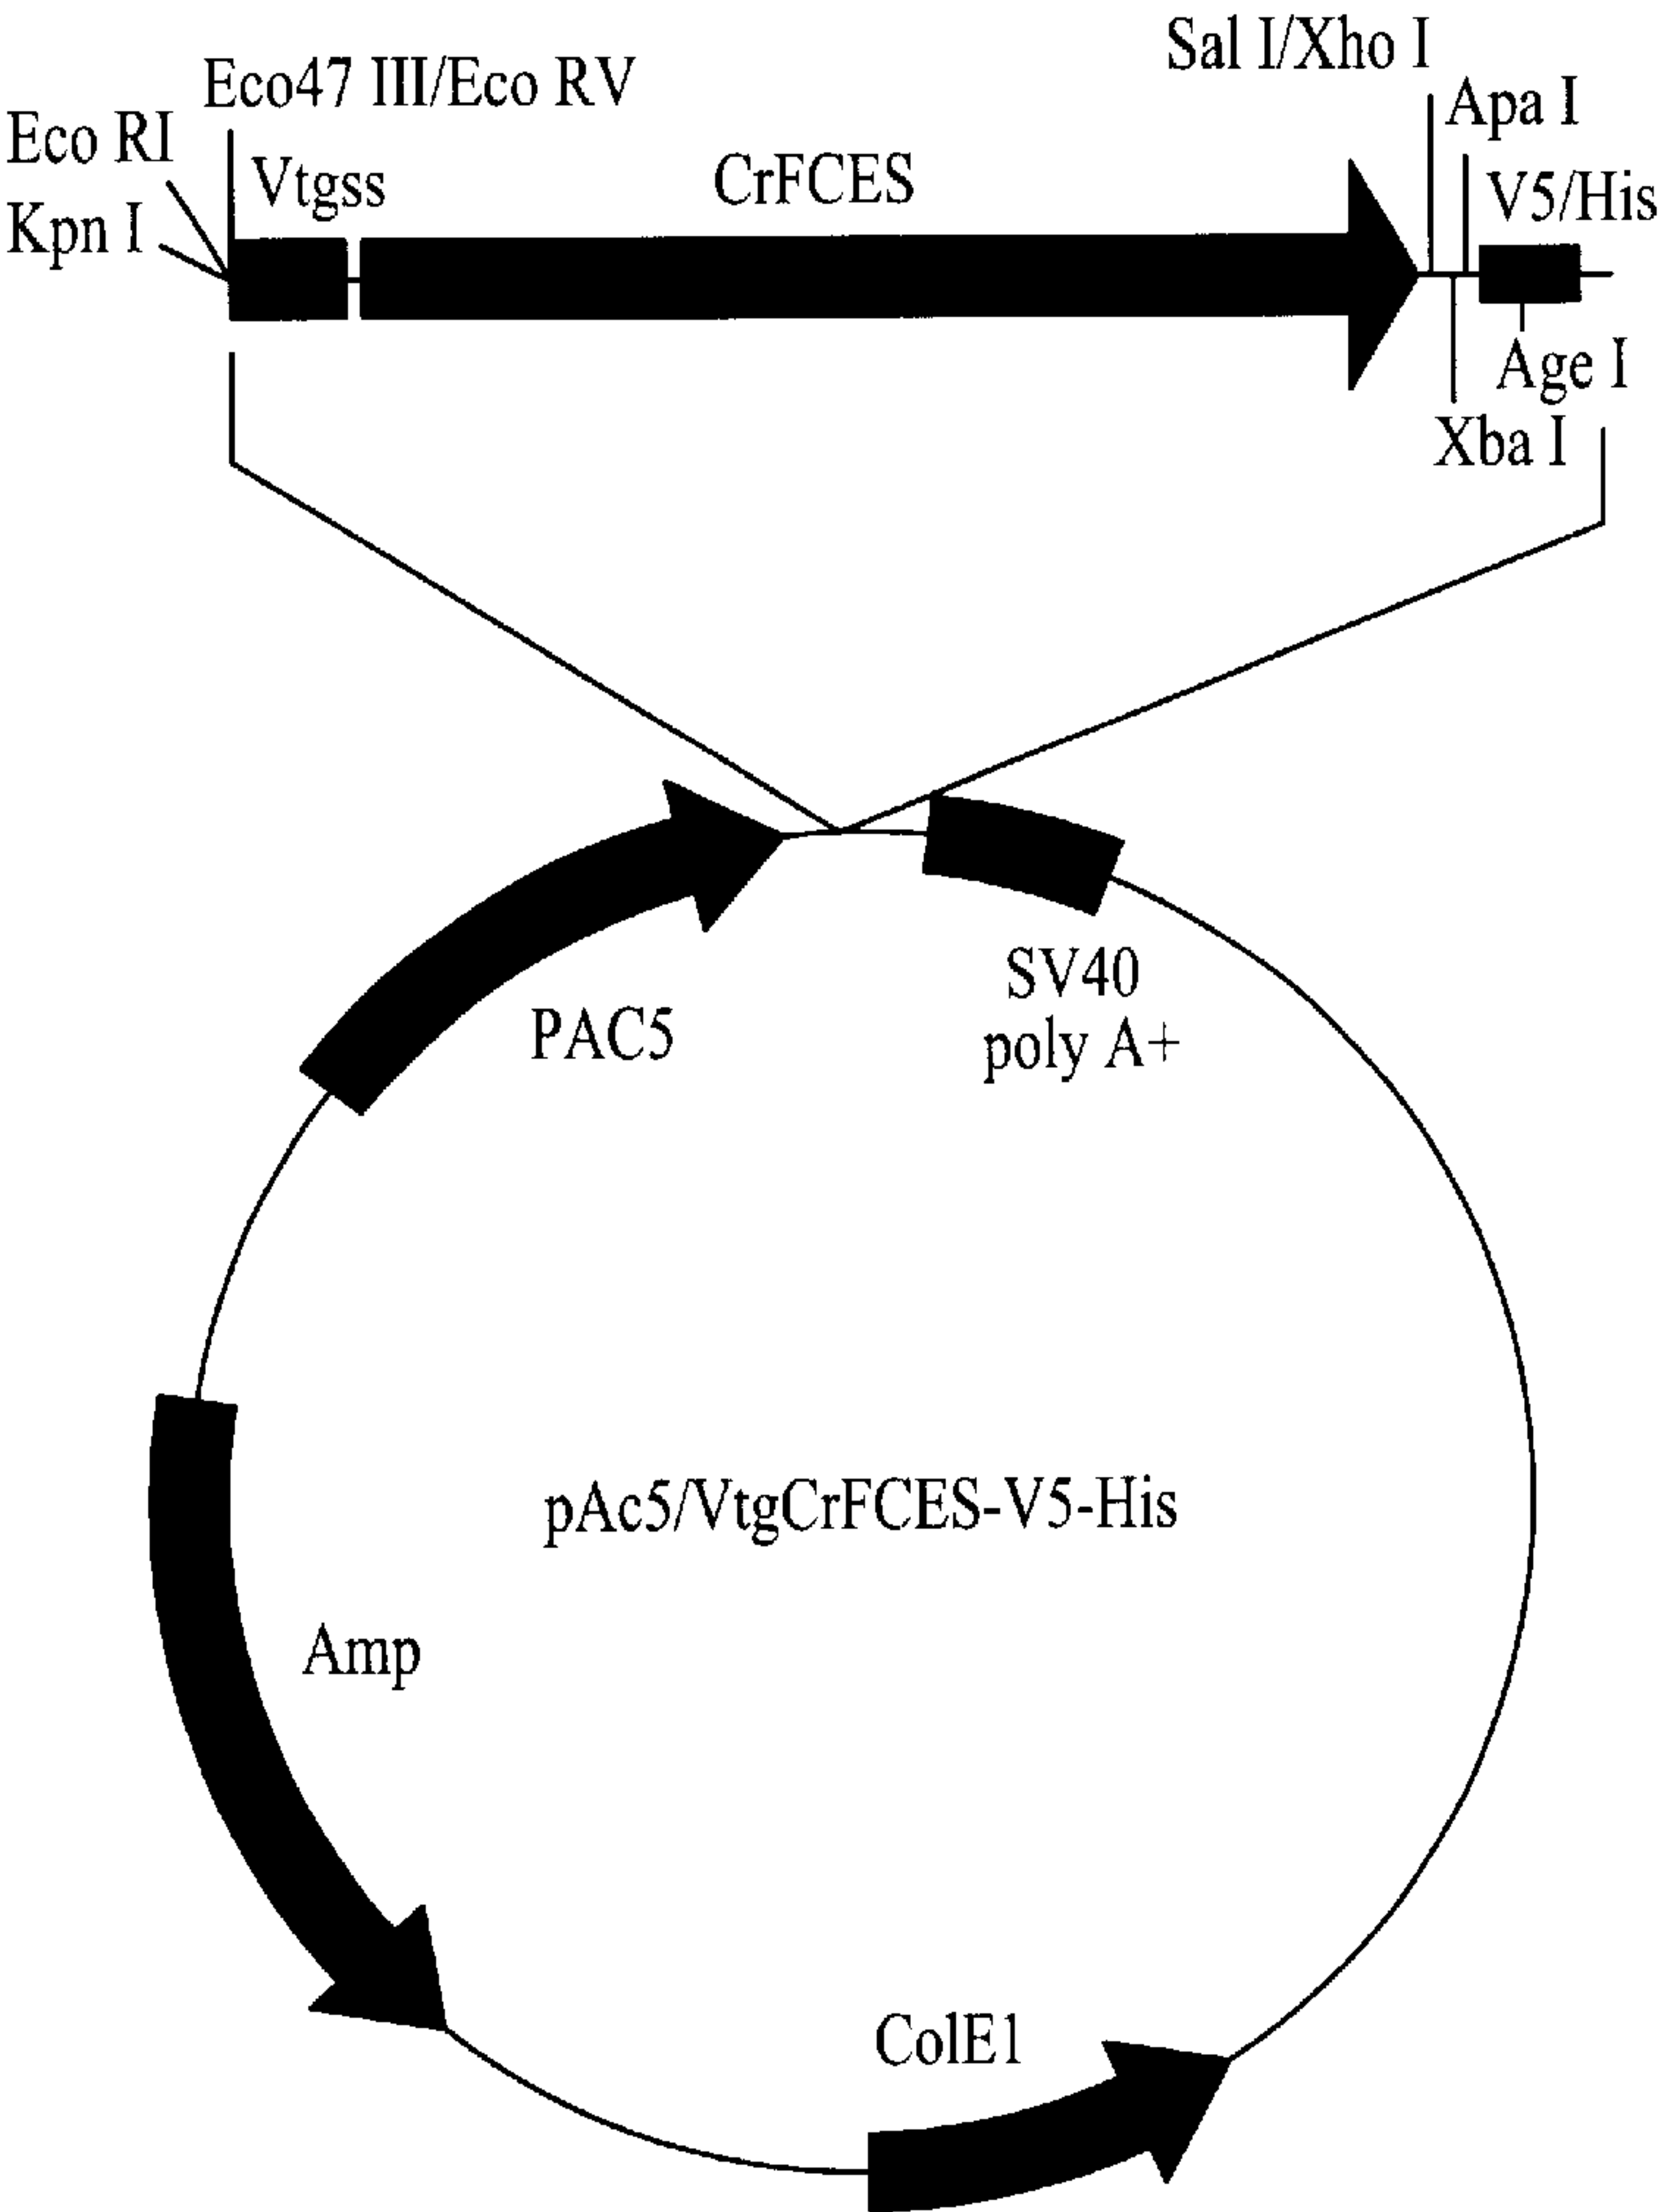 Sal I/Xho I
Eco47 III/Eco RV
Apa I
Eco RI
Vtgss
CrFCES
V5/His
Kpn I
Age I
Xba I
SV40
poly A+
PAC5
pAc5/VtgCrFCES-V5-His
Amp
ColE1